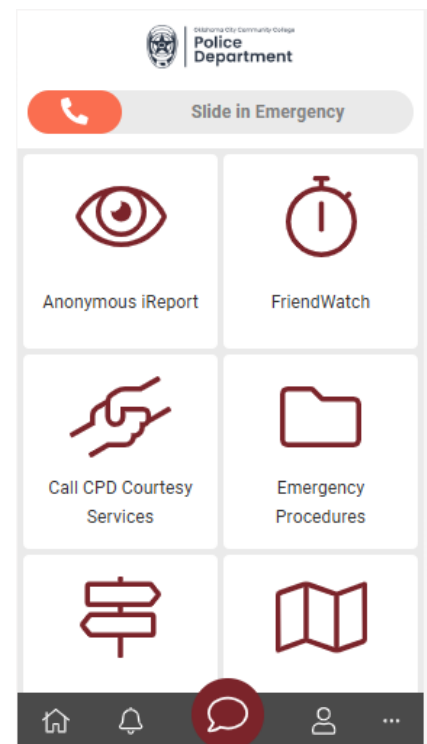 Oklahoma City Community College
Police
Department
Slide in Emergency
Anonymous iReport
FriendWatch
Call CPD Courtesy
Services
Emergency
Procedures